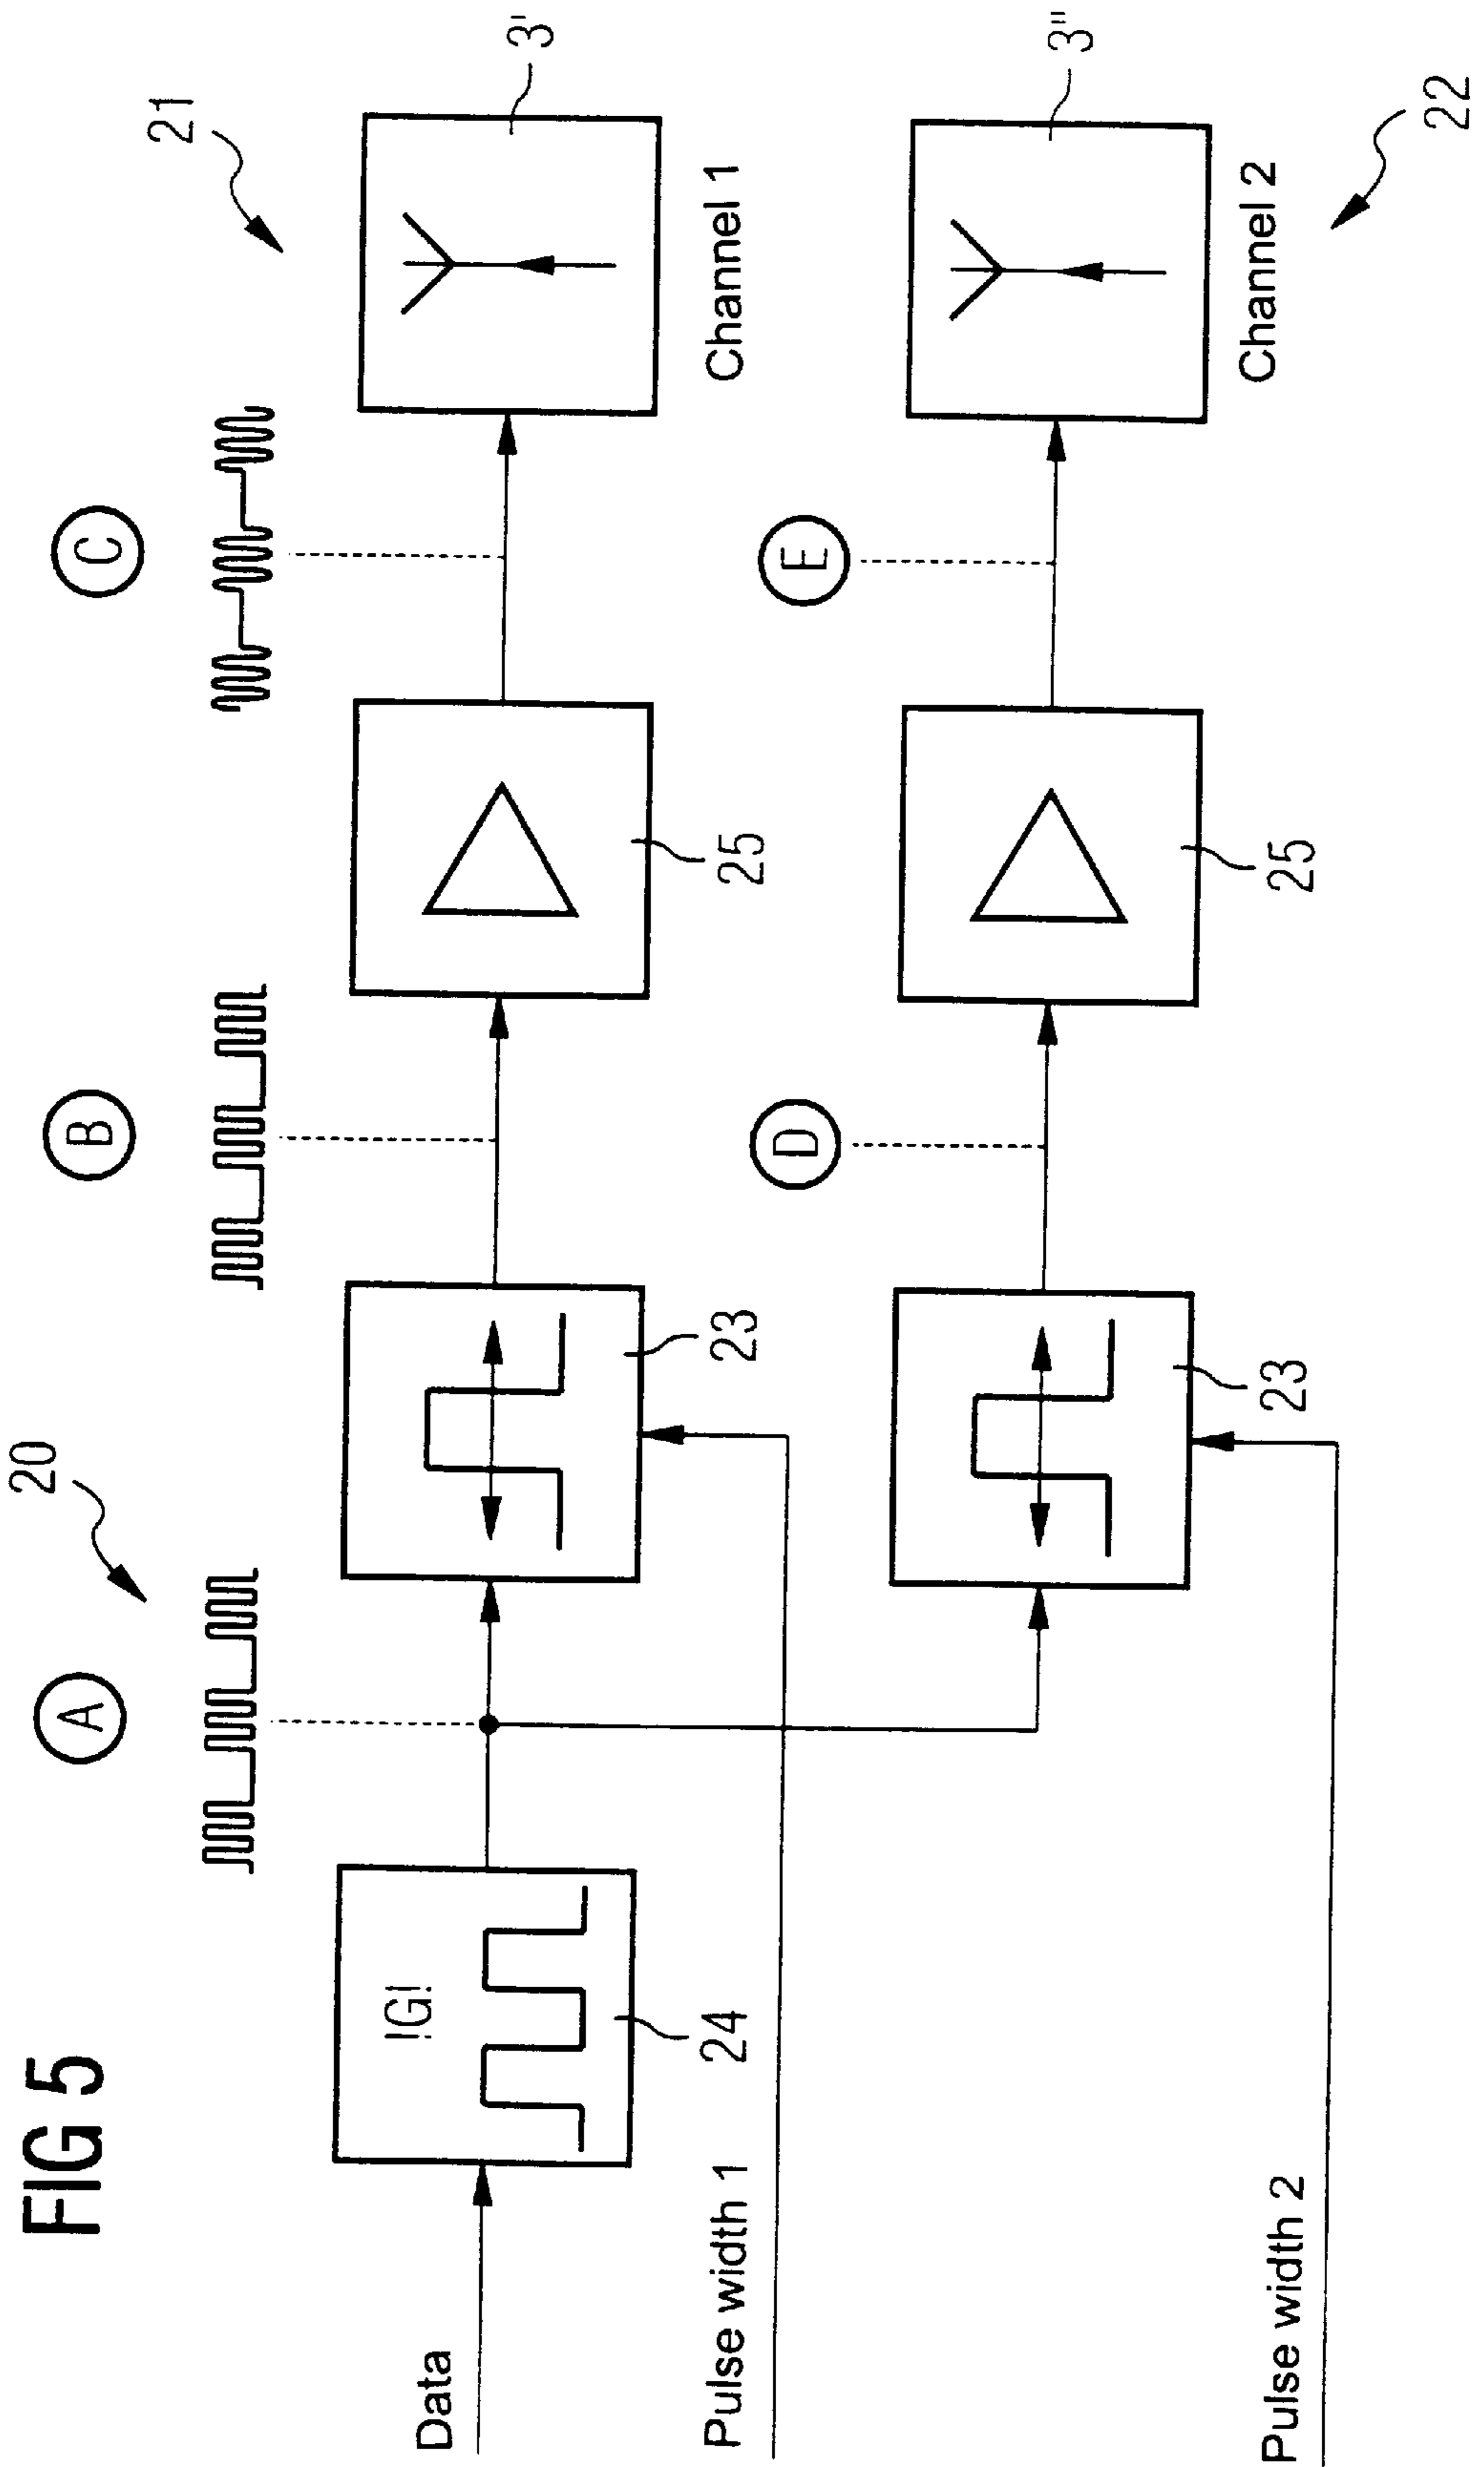 FIG 5
20
21
A
B
C
Data
!G!
24
23
25
3'
Channel 1
Pulse width 1
D
E
23
25
3"
Channel 2
Pulse width 2
22